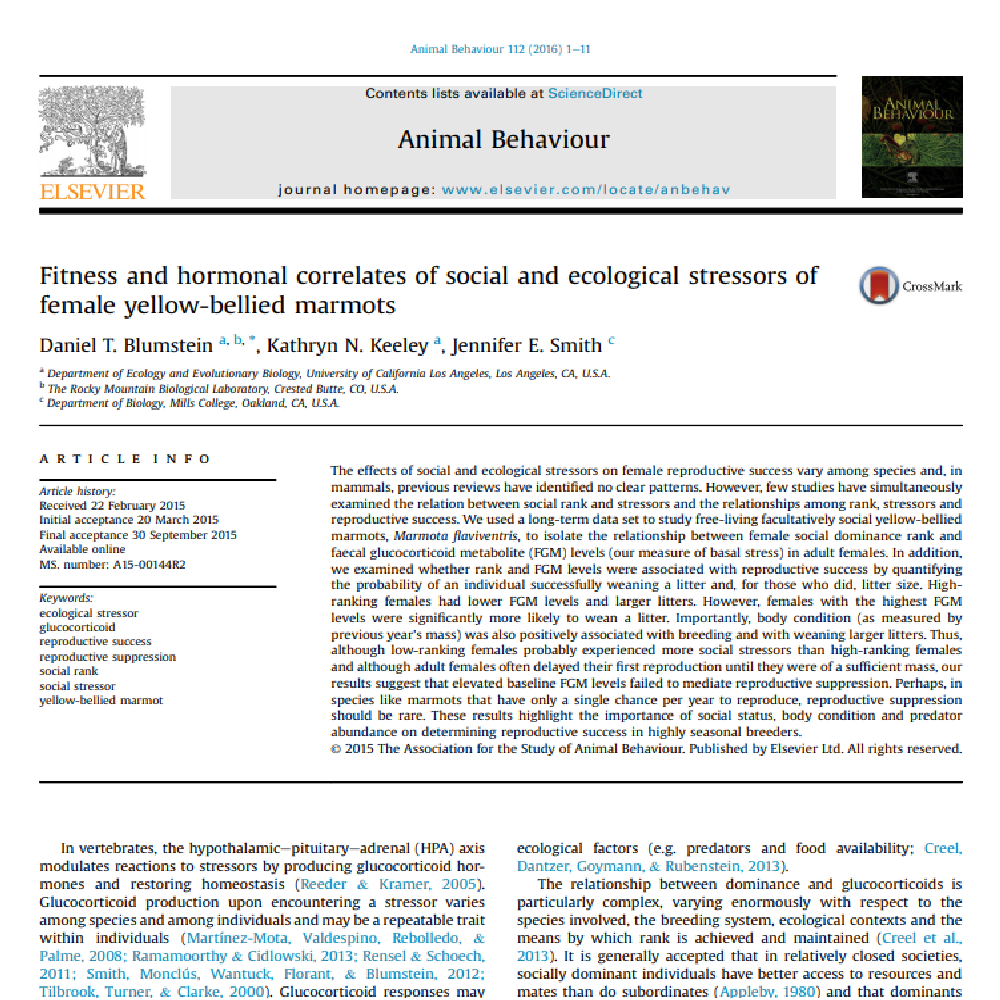 Animal Behaviour 112 (2016) 1–11
Contents lists available at ScienceDirect
Animal Behaviour
journal homepage: www.elsevier.com/locate/anbehav
ELSEVIER
ANIMAL
BEHAVIOUR
Fitness and hormonal correlates of social and ecological stressors of
female yellow-bellied marmots
CrossMark
Daniel T. Blumstein a, b, *, Kathryn N. Keeley a, Jennifer E. Smith c
a Department of Ecology and Evolutionary Biology, University of California Los Angeles, Los Angeles, CA, U.S.A.
b The Rocky Mountain Biological Laboratory, Crested Butte, CO, U.S.A.
c Department of Biology, Mills College, Oakland, CA, U.S.A.
ARTICLE INFO
Article history:
Received 22 February 2015
Initial acceptance 20 March 2015
Final acceptance 30 September 2015
Available online
MS. number: A15-00144R2
Keywords:
ecological stressor
glucocorticoid
reproductive success
reproductive suppression
social rank
social stressor
yellow-bellied marmot
The effects of social and ecological stressors on female reproductive success vary among species and, in
mammals, previous reviews have identified no clear patterns. However, few studies have simultaneously
examined the relation between social rank and stressors and the relationships among rank, stressors and
reproductive success. We used a long-term data set to study free-living facultatively social yellow-bellied
marmots, Marmota flaviventris, to isolate the relationship between female social dominance rank and
faecal glucocorticoid metabolite (FGM) levels (our measure of basal stress) in adult females. In addition,
we examined whether rank and FGM levels were associated with reproductive success by quantifying
the probability of an individual successfully weaning a litter and, for those who did, litter size. High-
ranking females had lower FGM levels and larger litters. However, females with the highest FGM
levels were significantly more likely to wean a litter. Importantly, body condition (as measured by
previous year's mass) was also positively associated with breeding and with weaning larger litters. Thus,
although low-ranking females probably experienced more social stressors than high-ranking females
and although adult females often delayed their first reproduction until they were of a sufficient mass, our
results suggest that elevated baseline FGM levels failed to mediate reproductive suppression. Perhaps, in
species like marmots that have only a single chance per year to reproduce, reproductive suppression
should be rare. These results highlight the importance of social status, body condition and predator
abundance on determining reproductive success in highly seasonal breeders.
© 2015 The Association for the Study of Animal Behaviour. Published by Elsevier Ltd. All rights reserved.
In vertebrates, the hypothalamic–pituitary–adrenal (HPA) axis
modulates reactions to stressors by producing glucocorticoid hor-
mones and restoring homeostasis (Reeder & Kramer, 2005).
Glucocorticoid production upon encountering a stressor varies
among species and among individuals and may be a repeatable trait
within individuals (Martínez-Mota, Valdespino, Rebolledo, &
Palme, 2008; Ramamoorthy & Cidlowski, 2013; Rensel & Schoech,
2011; Smith, Monclús, Wantuck, Florant, & Blumstein, 2012;
Tilbrook, Turner, & Clarke, 2000). Glucocorticoid responses may
ecological factors (e.g. predators and food availability; Creel,
Dantzer, Goymann, & Rubenstein, 2013).
The relationship between dominance and glucocorticoids is
particularly complex, varying enormously with respect to the
species involved, the breeding system, ecological contexts and the
means by which rank is achieved and maintained (Creel et al.,
2013). It is generally accepted that in relatively closed societies,
socially dominant individuals have better access to resources and
mates than do subordinates (Appleby, 1980) and that dominants